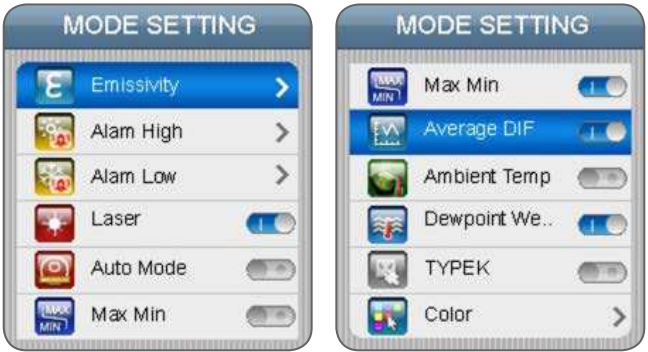 MODE SETTING
Emissivity
Alam High
Alam Low
Laser
Auto Mode
MAX
MIN
Max Min
MODE SETTING
MAX
MIN
Max Min
Average DIF
Ambient Temp
Dewpoint We..
TYPEK
Color